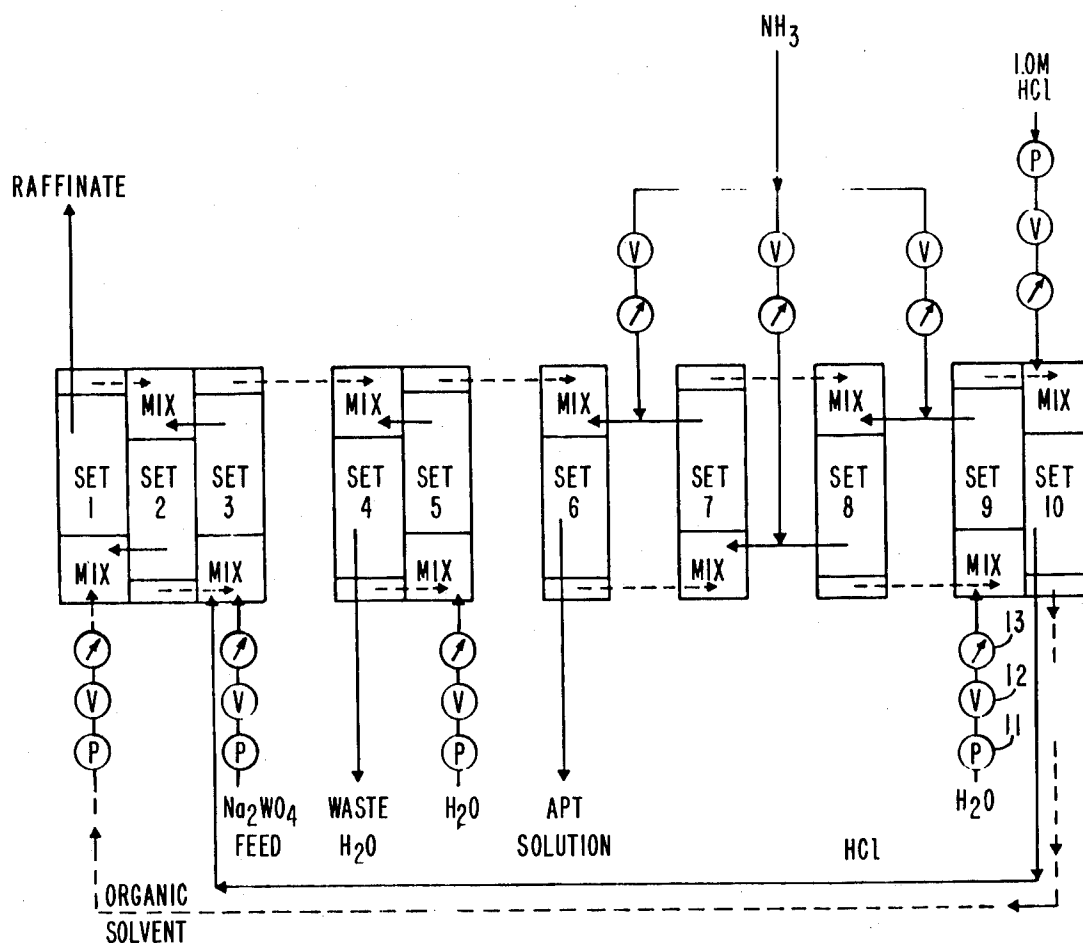 NH3
1.0M
HCl
P
RAFFINATE
V
V
V
V
MIX
MIX
MIX
MIX
MIX
SET
1
SET
2
SET
3
SET
4
SET
5
SET
6
SET
7
SET
8
SET
9
SET
10
MIX
MIX
MIX
MIX
MIX
13
V
V
V
V
12
P
P
P
P
11
Na2WO4
FEED
WASTE
H2O
H2O
APT
SOLUTION
H2O
HCl
ORGANIC
SOLVENT